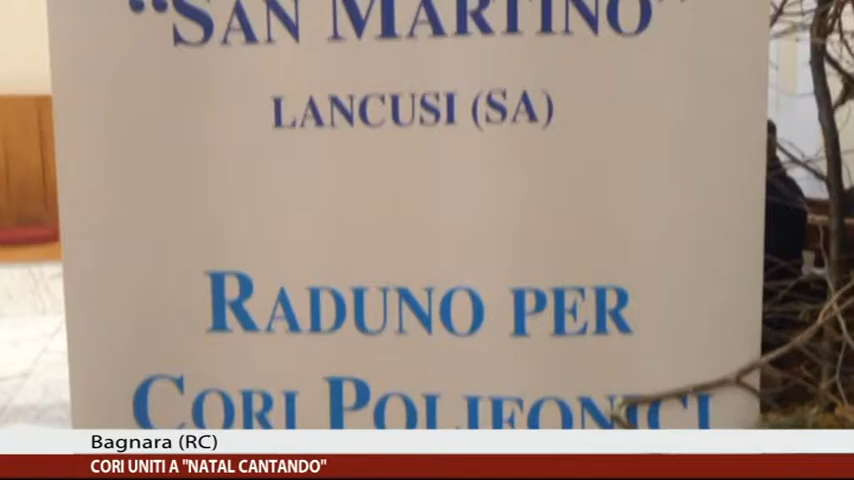 "SAN MARTINO"
LANCUSI (SA)
RADUNO PER
CORI POLIFONICI
Bagnara (RC)
CORI UNITI A "NATAL CANTANDO"